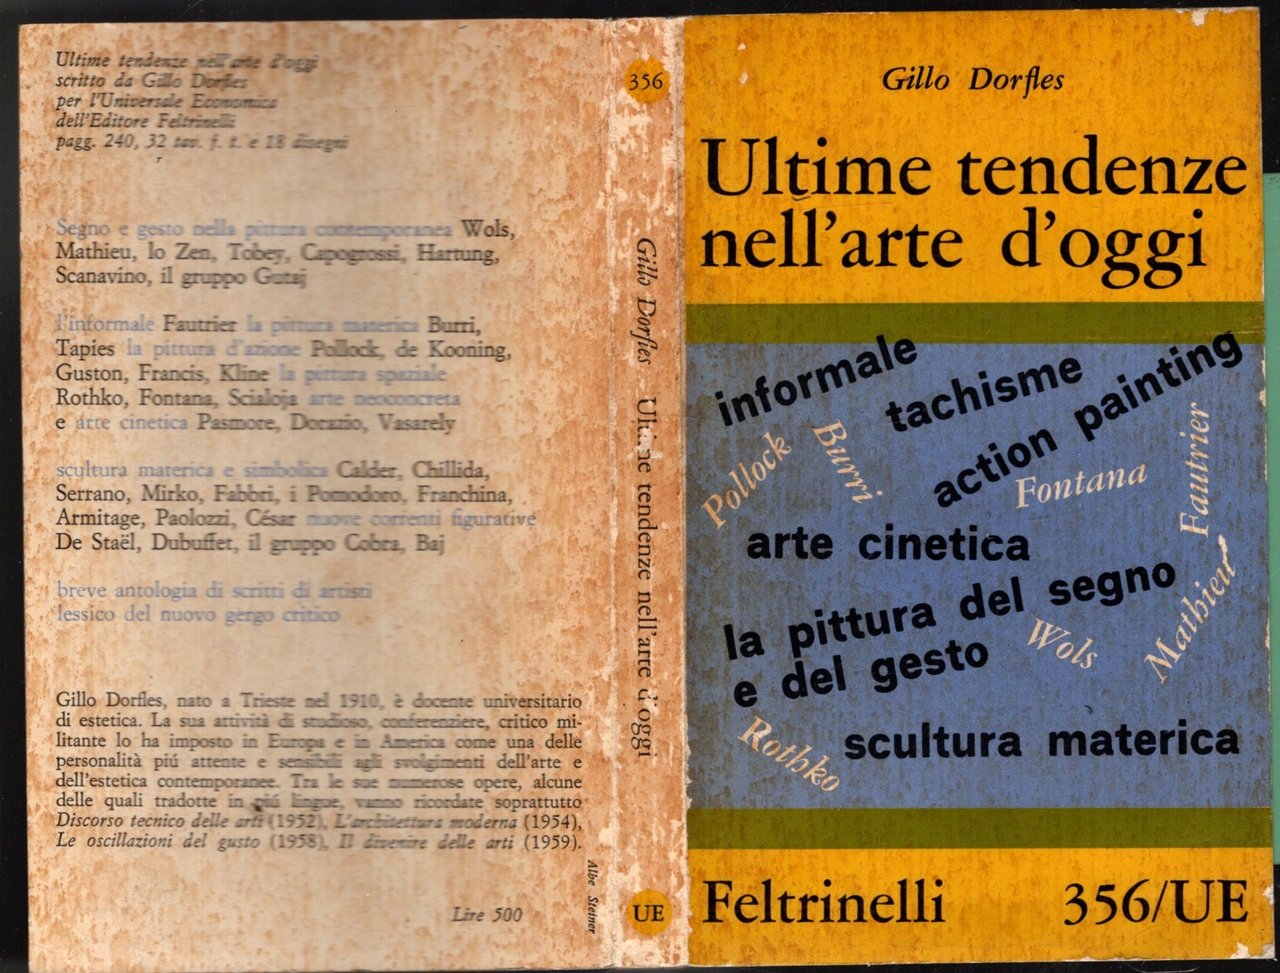 Ultime tendenze nell'arte d'oggi
scritto da Gillo Dorfles
per l'Universale Economica
dell'Editore Feltrinelli
pagg. 240, 32 tav. f. t. e 18 disegni
Segno e gesto nella pittura contemporanea Wols,
Mathieu, lo Zen, Tobey, Capogrossi, Hartung,
Scanavino, il gruppo Gutaj
l'informale Fautrier la pittura materica Burri,
Tapies la pittura d'azione Pollock, de Kooning,
Guston, Francis, Kline la pittura spaziale
Rothko, Fontana, Scialoja arte neoconcreta
e arte cinetica Pasmore, Dorazio, Vasarely
scultura materica e simbolica Calder, Chillida,
Serrano, Mirko, Fabbri, i Pomodoro, Franchina,
Armitage, Paolozzi, César nuove correnti figurative
De Staël, Dubuffet, il gruppo Cobra, Baj
breve antologia di scritti di artisti
lessico del nuovo gergo critico
Gillo Dorfles, nato a Trieste nel 1910, è docente universitario
di estetica. La sua attività di studioso, conferenziere, critico mi-
litante lo ha imposto in Europa e in America come una delle
personalità piú attente e sensibili agli svolgimenti dell'arte e
dell'estetica contemporanee. Tra le sue numerose opere, alcune
delle quali tradotte in piú lingue, vanno ricordate soprattutto
Discorso tecnico delle arti (1952), L'architettura moderna (1954),
Le oscillazioni del gusto (1958), Il divenire delle arti (1959).
Albe Steiner
Lire 500
356
Gillo Dorfles Ultime tendenze nell'arte d'oggi
UE
Gillo Dorfles
Ultime tendenze
nell'arte d'oggi
informale
tachisme
action painting
Pollock
Burri
Fontana
Fautrier
arte cinetica
la pittura del segno
e del gesto
Wols
Mathieu
Rothko
scultura materica
Feltrinelli 356/UE